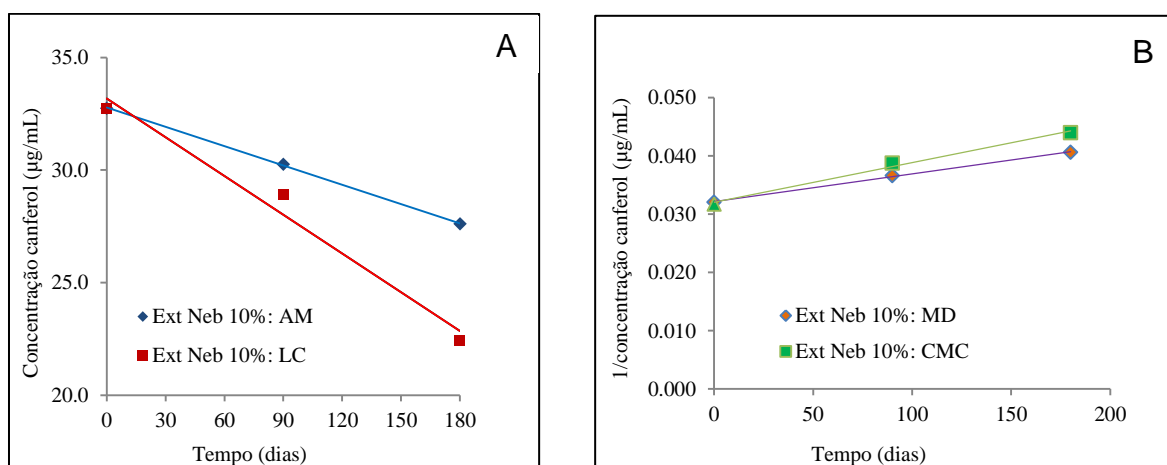 A
Concentração canferol (µg/mL)
35.0
30.0
25.0
20.0
0 30 60 90 120 150 180
Tempo (dias)
Ext Neb 10%: AM
Ext Neb 10%: LC
B
1/concentração canferol (µg/mL)
0.050
0.040
0.030
0.020
0.010
0.000
0 50 100 150 200
Tempo (dias)
Ext Neb 10%: MD
Ext Neb 10%: CMC